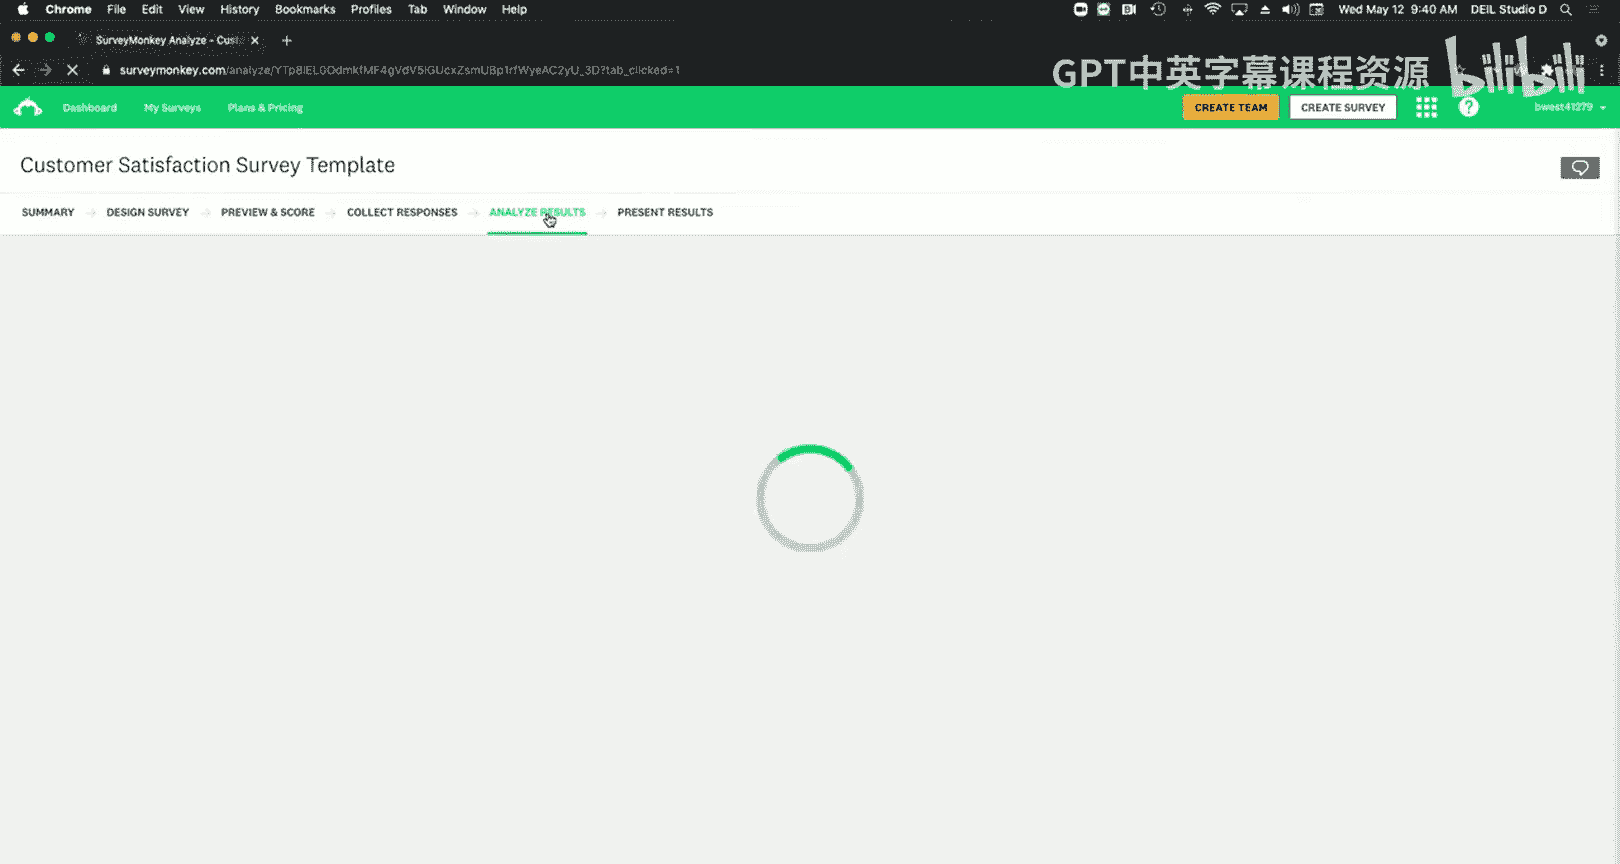 Chrome File Edit View History Bookmarks Profiles Tab Window Help Wed May 12 9:40 AM DEIL Studio D
SurveyMonkey Analyze - Cust
surveymonkey.com/analyze/
GPT中英字幕课程资源 bilibili
Dashboard My Surveys Plans & Pricing CREATE TEAM CREATE SURVEY ? bwest41279
Customer Satisfaction Survey Template
SUMMARY DESIGN SURVEY PREVIEW & SCORE COLLECT RESPONSES ANALYZE RESULTS PRESENT RESULTS